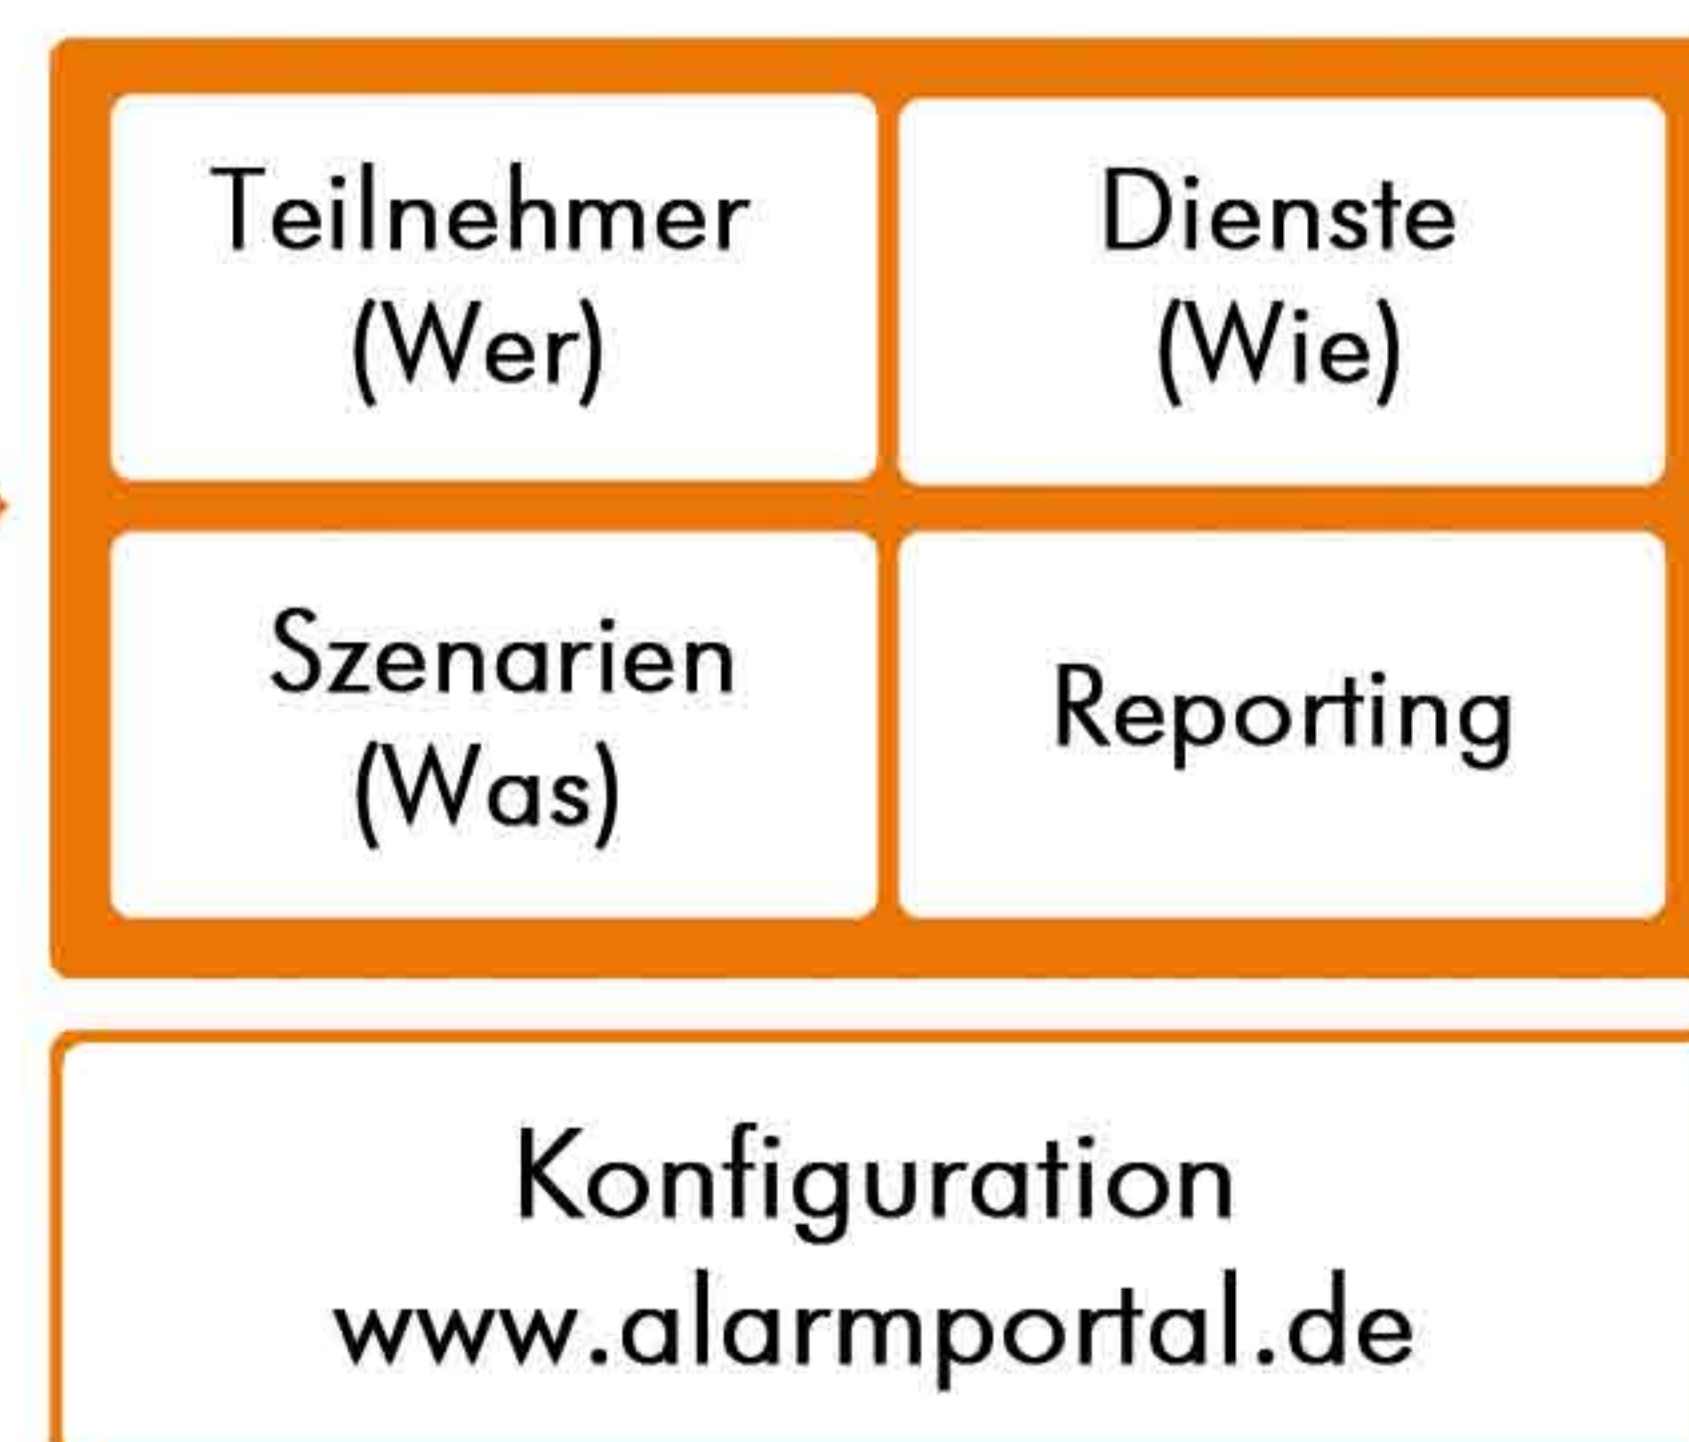 Teilnehmer
(Wer)
Dienste
(Wie)
Szenarien
(Was)
Reporting
Konfiguration
www.alarmportal.de